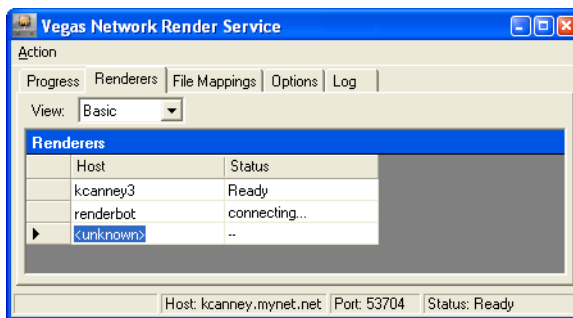 Vegas Network Render Service
Action
Progress Renderers File Mappings Options Log
View: Basic
Renderers
Host Status
kcanney3 Ready
renderbot connecting...
<unknown> --
Host: kcanney.mynet.net Port: 53704 Status: Ready